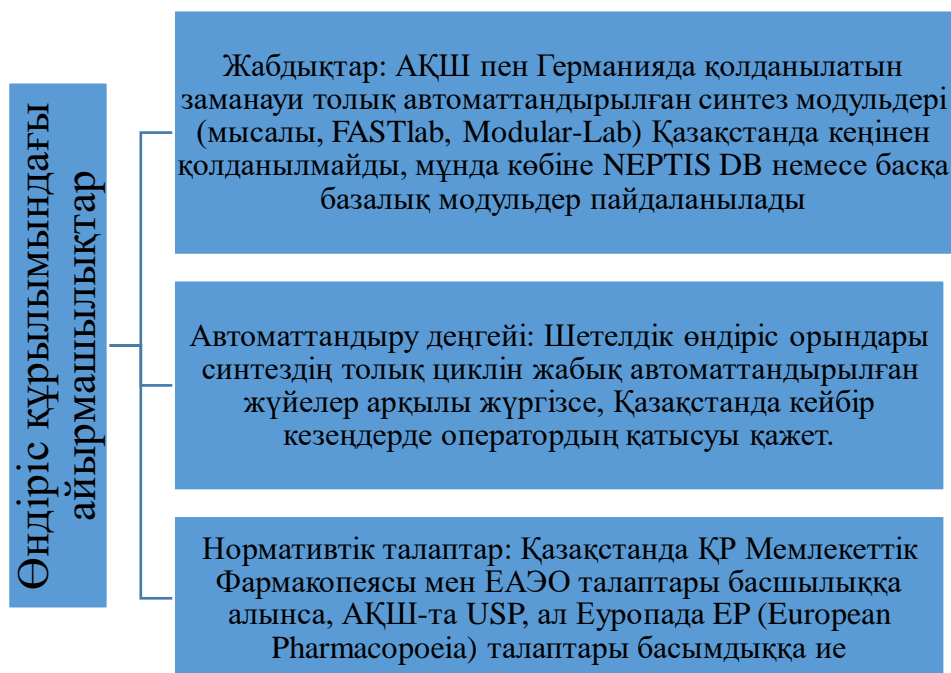 Өндіріс құрылымындағы
айырмашылықтар
Жабдықтар: АҚШ пен Германияда қолданылатын
заманауи толық автоматтандырылған синтез модульдері
(мысалы, FASTlab, Modular-Lab) Қазақстанда кеңінен
қолданылмайды, мұнда көбіне NEPTIS DB немесе басқа
базалық модульдер пайдаланылады
Автоматтандыру деңгейі: Шетелдік өндіріс орындары
синтездің толық циклін жабық автоматтандырылған
жүйелер арқылы жүргізсе, Қазақстанда кейбір
кезеңдерде оператордың қатысуы қажет.
Нормативтік талаптар: Қазақстанда ҚР Мемлекеттік
Фармакопеясы мен ЕАЭО талаптары басшылыққа
алынса, АҚШ-та USP, ал Еуропада EP (European
Pharmacopoeia) талаптары басымдыққа ие